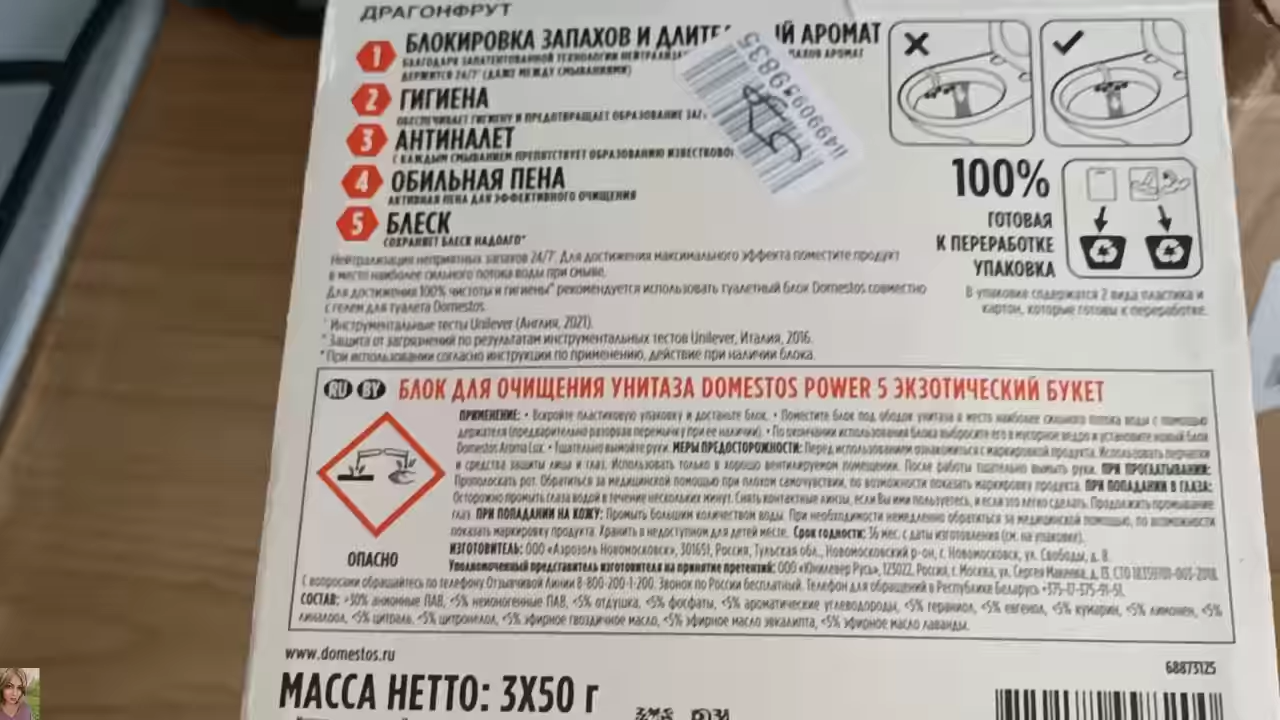 ДРАГОНФРУТ
1 БЛОКИРОВКА ЗАПАХОВ И ДЛИТЕ Й АРОМАТ
БЛАГОДАРЯ ЗАПАТЕНТОВАННОЙ ТЕХНОЛОГИИ НЕЙТРАЛИЗА ПАХОВ АРОМАТ
ДЕРЖИТСЯ 24/7 (ДАЖЕ МЕЖДУ СМЫВАНИЯМИ)
2 ГИГИЕНА
ОБЕСПЕЧИВАЕТ ГИГИЕНУ И ПРЕДОТВРАЩАЕТ ОБРАЗОВАНИЕ ЗАГ
3 АНТИНАЛЕТ
С КАЖДЫМ СМЫВАНИЕМ ПРЕПЯТСТВУЕТ ОБРАЗОВАНИЮ ИЗВЕСТКОВО
4 ОБИЛЬНАЯ ПЕНА
АКТИВНАЯ ПЕНА ДЛЯ ЭФФЕКТИВНОГО ОЧИЩЕНИЯ
5 БЛЕСК
СОХРАНЯЕТ БЛЕСК НАДОЛГО*
04990939835
100%
ГОТОВАЯ
К ПЕРЕРАБОТКЕ
УПАКОВКА
В упаковке содержатся 2 вида пластика и
картон, которые готовы к переработке.
Нейтрализация неприятных запахов 24/7. Для достижения максимального эффекта поместите продукт
в место наиболее сильного потока воды при смыве.
Для достижения 100% чистоты и гигиены* рекомендуется использовать туалетный блок Domestos совместно
с гелем для туалета Domestos.
Инструментальные тесты Unilever (Англия, 2021).
* Защита от загрязнений по результатам инструментальных тестов Unilever, Италия, 2016.
*При использовании согласно инструкции по применению, действие при наличии блока.
RU BY БЛОК ДЛЯ ОЧИЩЕНИЯ УНИТАЗА DOMESTOS POWER 5 ЭКЗОТИЧЕСКИЙ БУКЕТ
ПРИМЕНЕНИЕ: • Вскройте пластиковую упаковку и достаньте блок. • Поместите блок под ободок унитаза в место наиболее сильного потока воды с помощью
держателя (предварительно разорвав перемычку при ее наличии). • По окончании использования блока выбросите его в мусорное ведро и установите новый блок
Domestos Aroma Lux. • Тщательно вымойте руки. МЕРЫ ПРЕДОСТОРОЖНОСТИ: Перед использованием ознакомиться с маркировкой продукта. Использовать перчатки
и средства защиты лица и глаз. Использовать только в хорошо вентилируемом помещении. После работы тщательно вымыть руки. ПРИ ПРОГЛАТЫВАНИИ:
Прополоскать рот. Обратиться за медицинской помощью при плохом самочувствии, по возможности показать маркировку продукта. ПРИ ПОПАДАНИИ В ГЛАЗА:
Осторожно промыть глаза водой в течение нескольких минут. Снять контактные линзы, если Вы ими пользуетесь, и если это легко сделать. Продолжить промывание
глаз. ПРИ ПОПАДАНИИ НА КОЖУ: Промыть большим количеством воды. При необходимости немедленно обратиться за медицинской помощью, по возможности
показать маркировку продукта. Хранить в недоступном для детей месте. Срок годности: 36 мес. с даты изготовления (см. на упаковке).
ОПАСНО
ИЗГОТОВИТЕЛЬ: ООО «Аэрозоль Новомосковск», 301651, Россия, Тульская обл., Новомосковский р-он, г. Новомосковск, ул. Свободы, д. 8.
Уполномоченный представитель изготовителя на принятие претензий: ООО «Юнилевер Русь», 123022, Россия, г. Москва, ул. Сергея Макеева, д. 13. СТО 18359701-003-2018.
С вопросами обращайтесь по телефону Отзывчивой Линии 8-800-200-1-200. Звонок по России бесплатный. Телефон для обращений в Республике Беларусь +375-17-375-91-51.
СОСТАВ: >30% анионные ПАВ, <5% неионогенные ПАВ, <5% отдушка, <5% фосфаты, <5% ароматические углеводороды, <5% гераниол, <5% евгенол, <5% кумарин, <5% лимонен, <5%
линалоол, <5% цитраль, <5% цитронелол, <5% эфирное гвоздичное масло, <5% эфирное масло эвкалипта, <5% эфирное масло лаванды.
www.domestos.ru
68873125
МАССА НЕТТО: 3X50 г